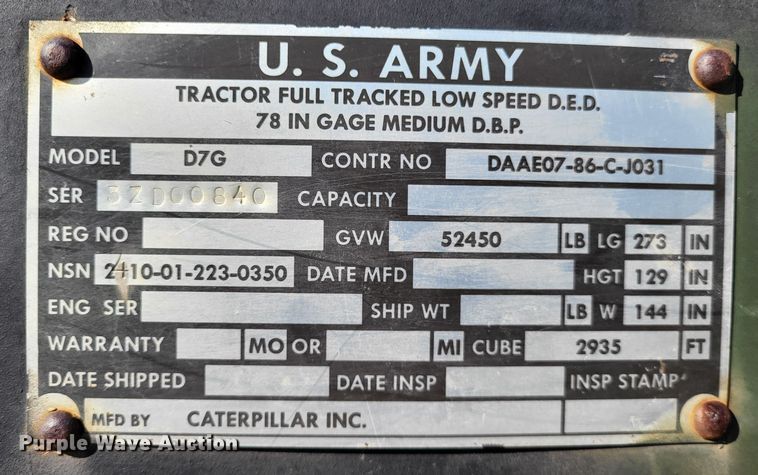 U. S. ARMY
TRACTOR FULL TRACKED LOW SPEED D.E.D.
78 IN GAGE MEDIUM D.B.P.
MODEL D7G CONTR NO DAAE07-86-C-J031
SER 3ZD00840 CAPACITY
REG NO GVW 52450 LB LG 273 IN
NSN 2410-01-223-0350 DATE MFD HGT 129 IN
ENG SER SHIP WT LB W 144 IN
WARRANTY MO OR MI CUBE 2935 FT
DATE SHIPPED DATE INSP INSP STAMP
MFD BY CATERPILLAR INC.
Purple Wave Auction